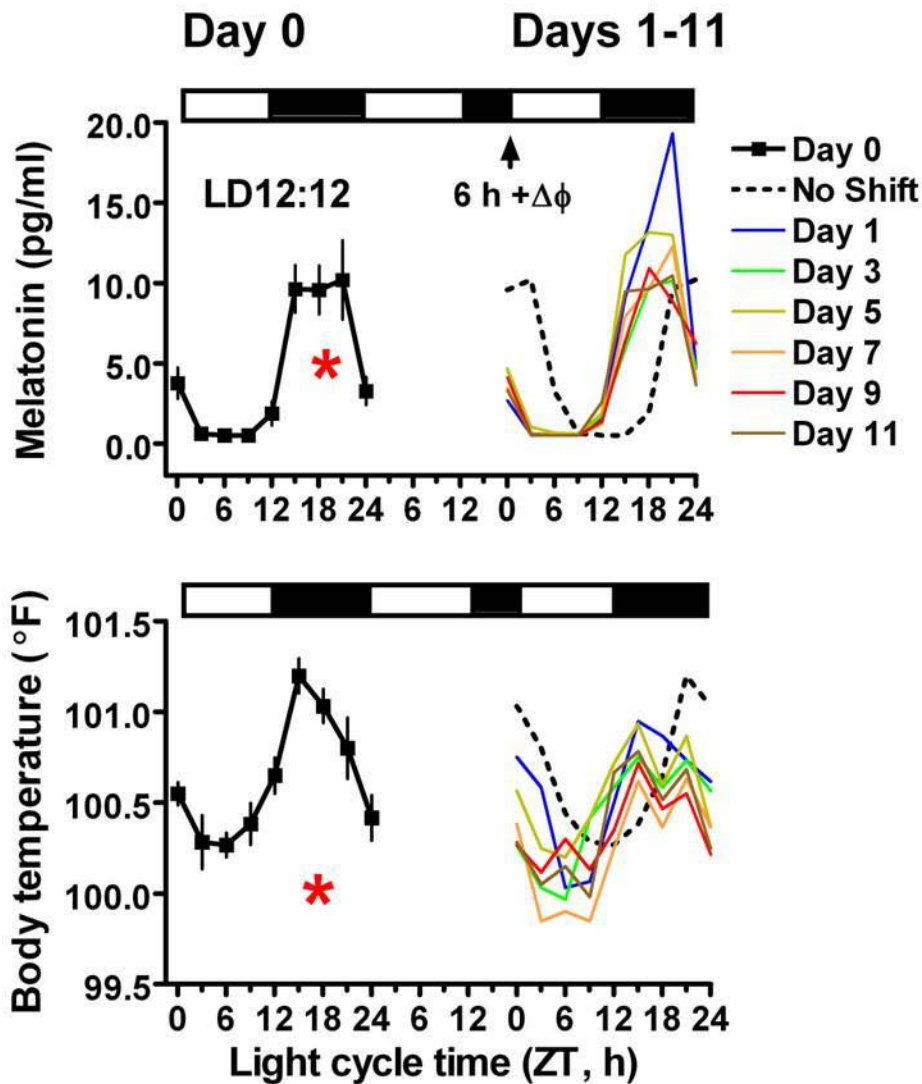 Day 0
Days 1-11
20.0
15.0
10.0
5.0
0.0
Melatonin (pg/ml)
LD12:12
6 h +Δϕ
*
0 6 12 18 24 6 12 0 6 12 18 24
Day 0
No Shift
Day 1
Day 3
Day 5
Day 7
Day 9
Day 11
101.5
101.0
100.5
100.0
99.5
Body temperature (°F)
*
0 6 12 18 24 6 12 0 6 12 18 24
Light cycle time (ZT, h)